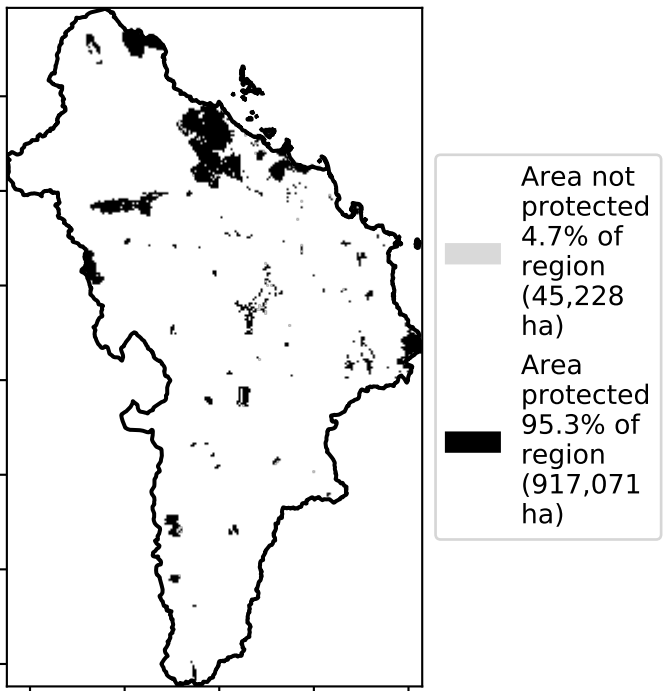 Area not
protected
4.7% of
region
(45,228
ha)
Area
protected
95.3% of
region
(917,071
ha)